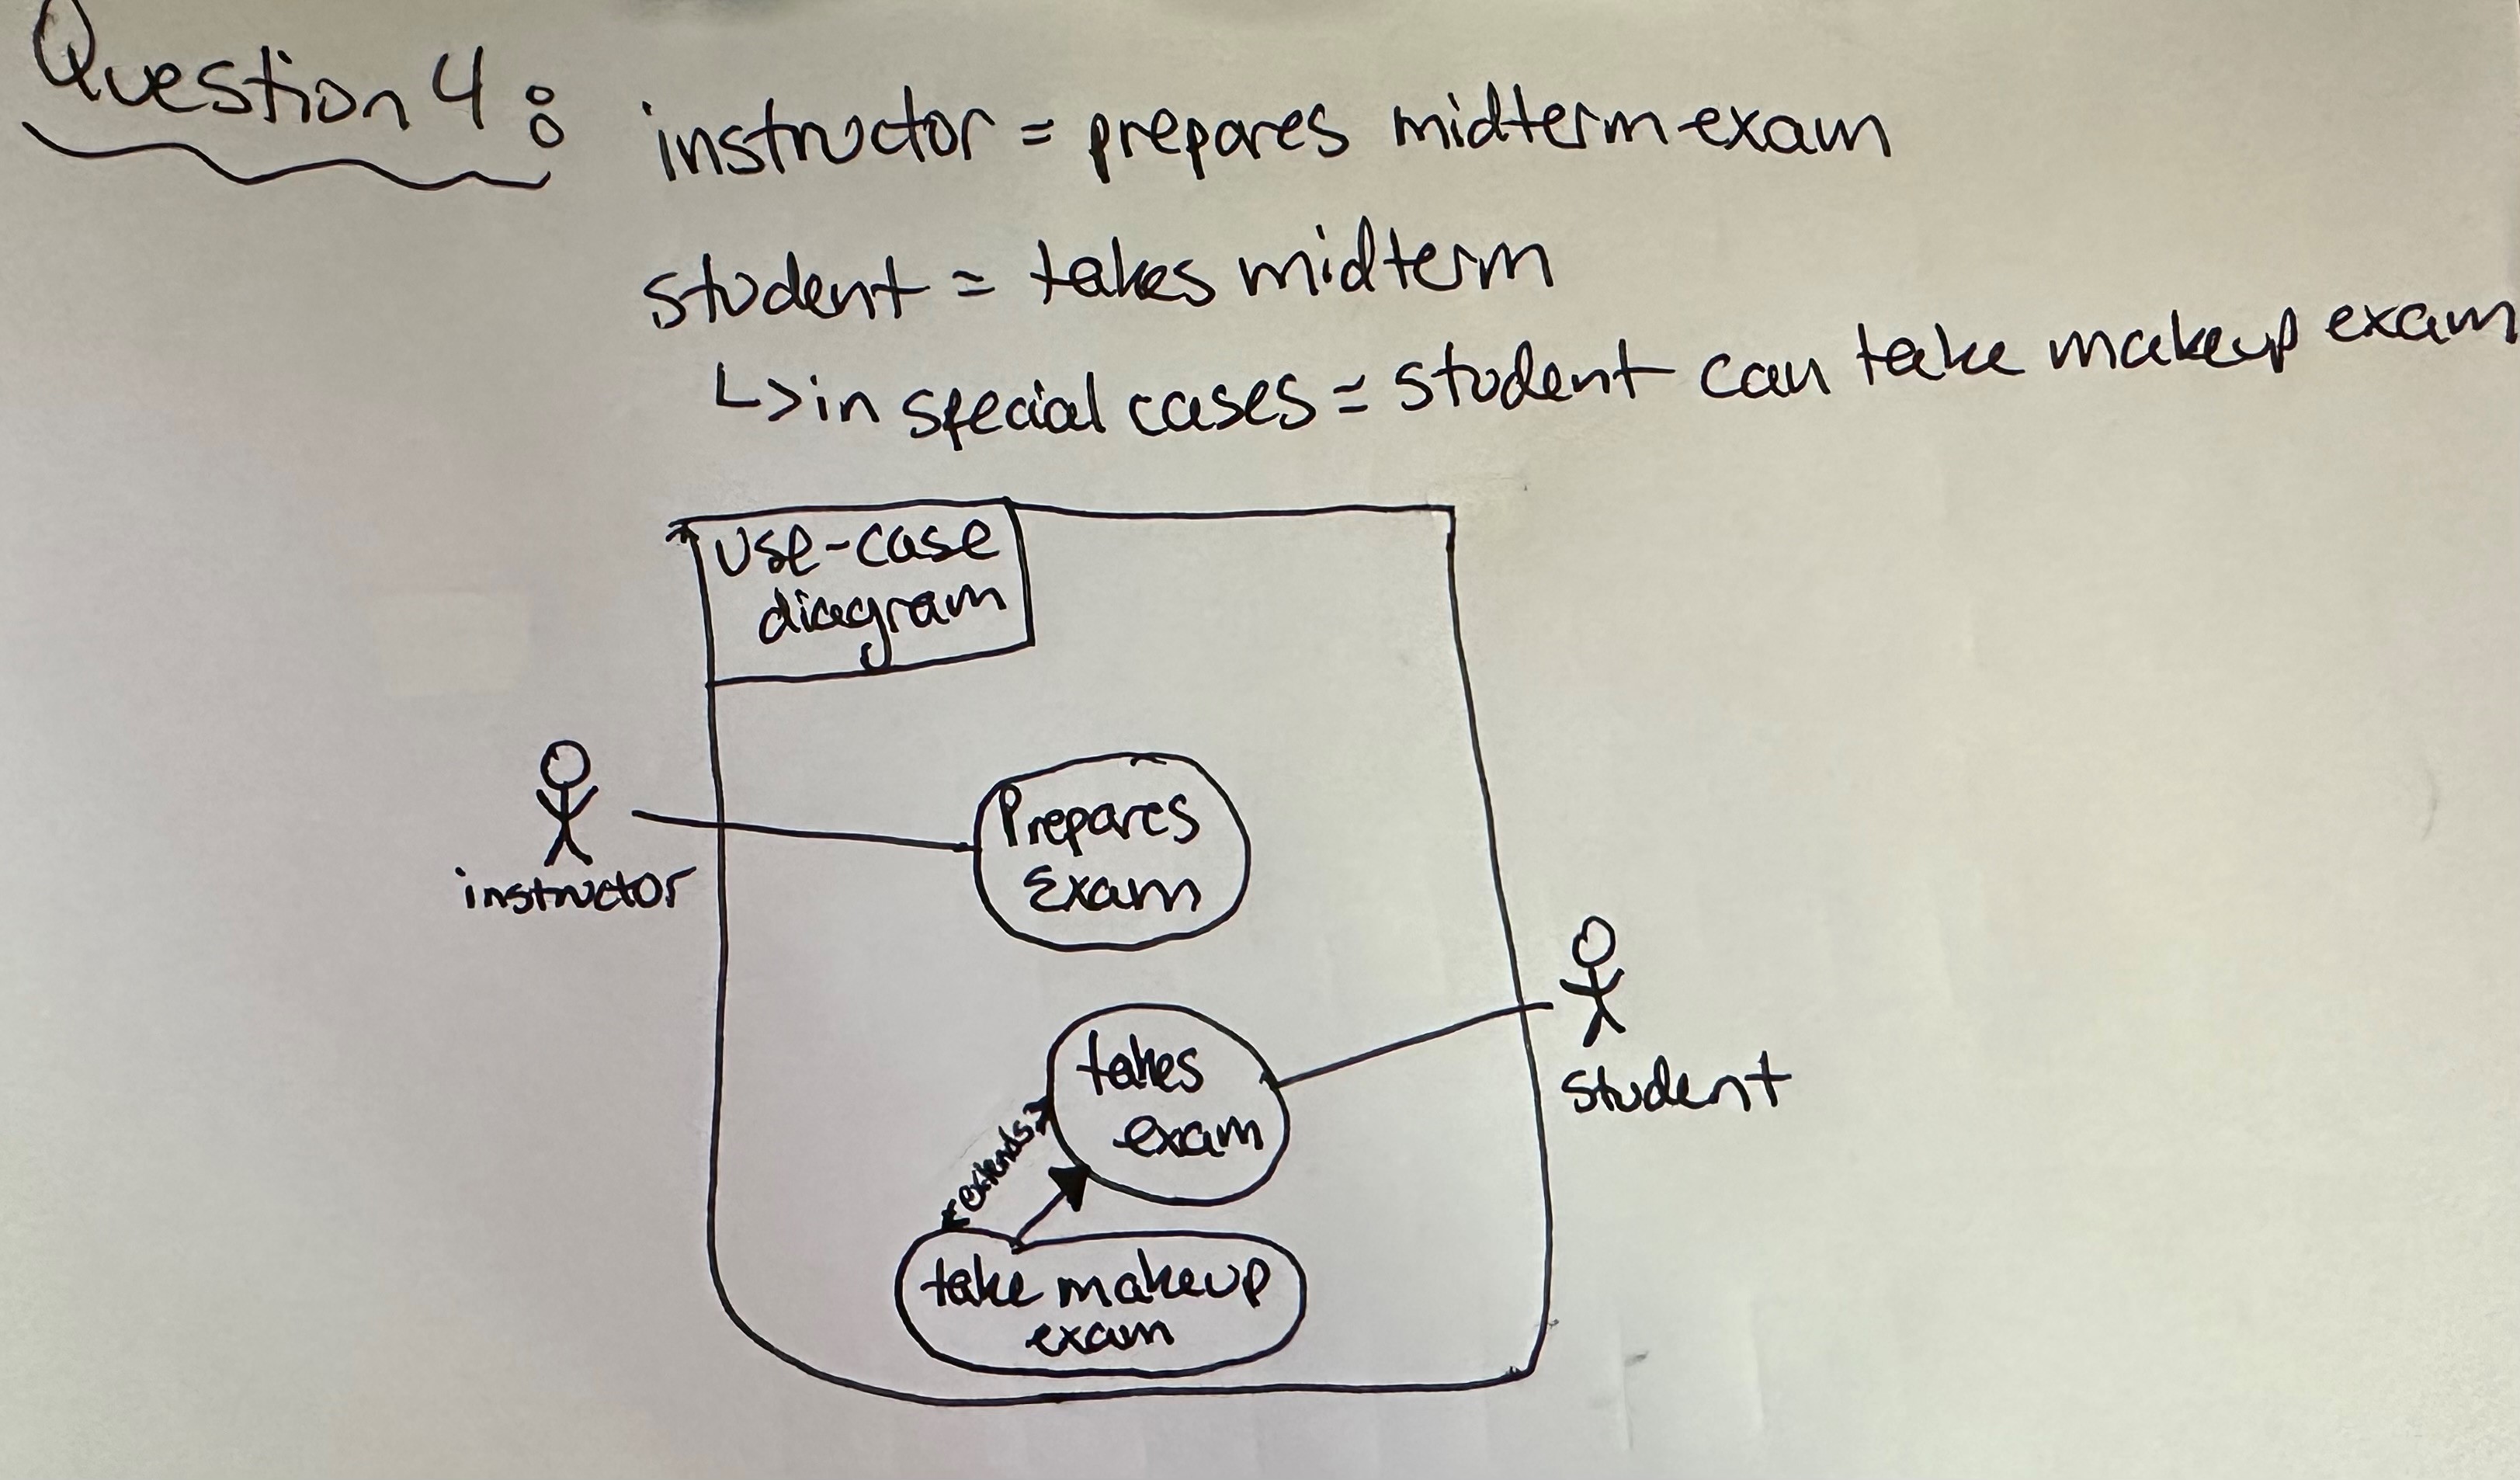 Question 4:
instructor = prepares midterm exam
student = takes midterm
↳ in special cases = student can take makeup exam
use-case
diagram
Prepares
Exam
instructor
takes
exam
student
<<extends>>
take makeup
exam